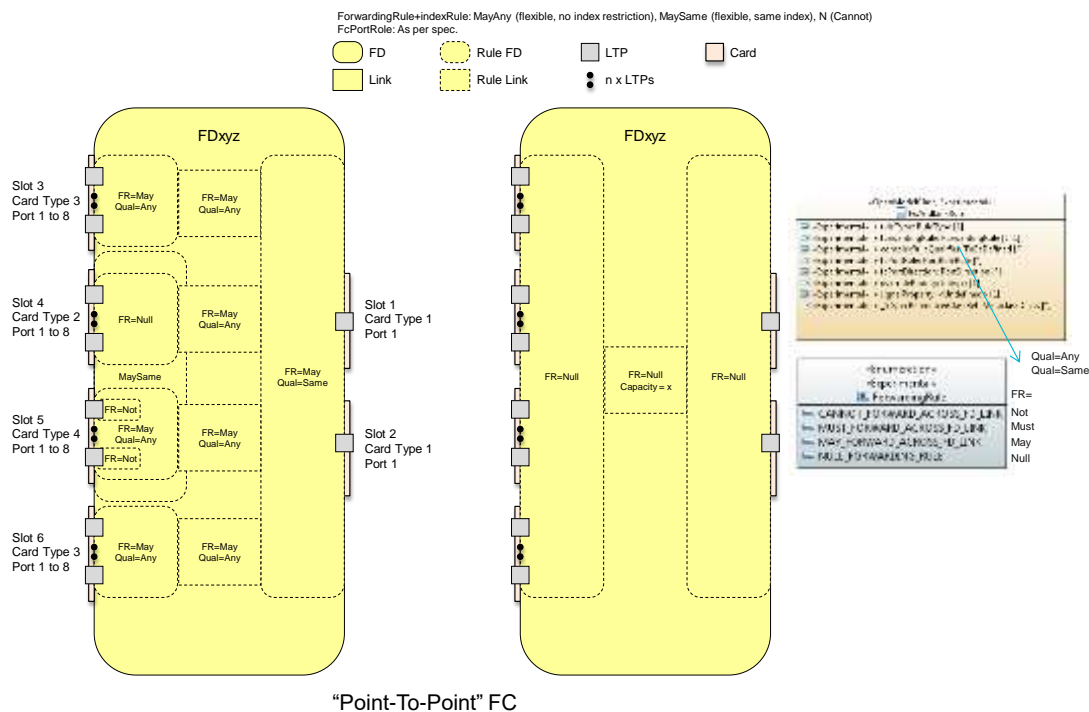 ForwardingRule+indexRule: MayAny (flexible, no index restriction), MaySame (flexible, same index), N (Cannot)
FcPortRole: As per spec.
FD
Rule FD
LTP
Card
Link
Rule Link
n x LTPs
FDxyz
Slot 3
Card Type 3
Port 1 to 8
FR=May
Qual=Any
FR=May
Qual=Any
Slot 4
Card Type 2
Port 1 to 8
FR=Null
FR=May
Qual=Any
MaySame
FR=May
Qual=Same
Slot 1
Card Type 1
Port 1
Slot 5
Card Type 4
Port 1 to 8
FR=Not
FR=May
Qual=Any
FR=Not
FR=May
Qual=Any
Slot 2
Card Type 1
Port 1
Slot 6
Card Type 3
Port 1 to 8
FR=May
Qual=Any
FR=May
Qual=Any
FDxyz
FR=Null
FR=Null
Capacity = x
FR=Null
Qual=Any
Qual=Same
ForwardingRule
CANNOT_FORWARD_ACROSS_FD_LINK
MUST_FORWARD_ACROSS_FD_LINK
MAY_FORWARD_ACROSS_FD_LINK
NULL_FORWARDING_RULE
FR=
Not
Must
May
Null
“Point-To-Point” FC